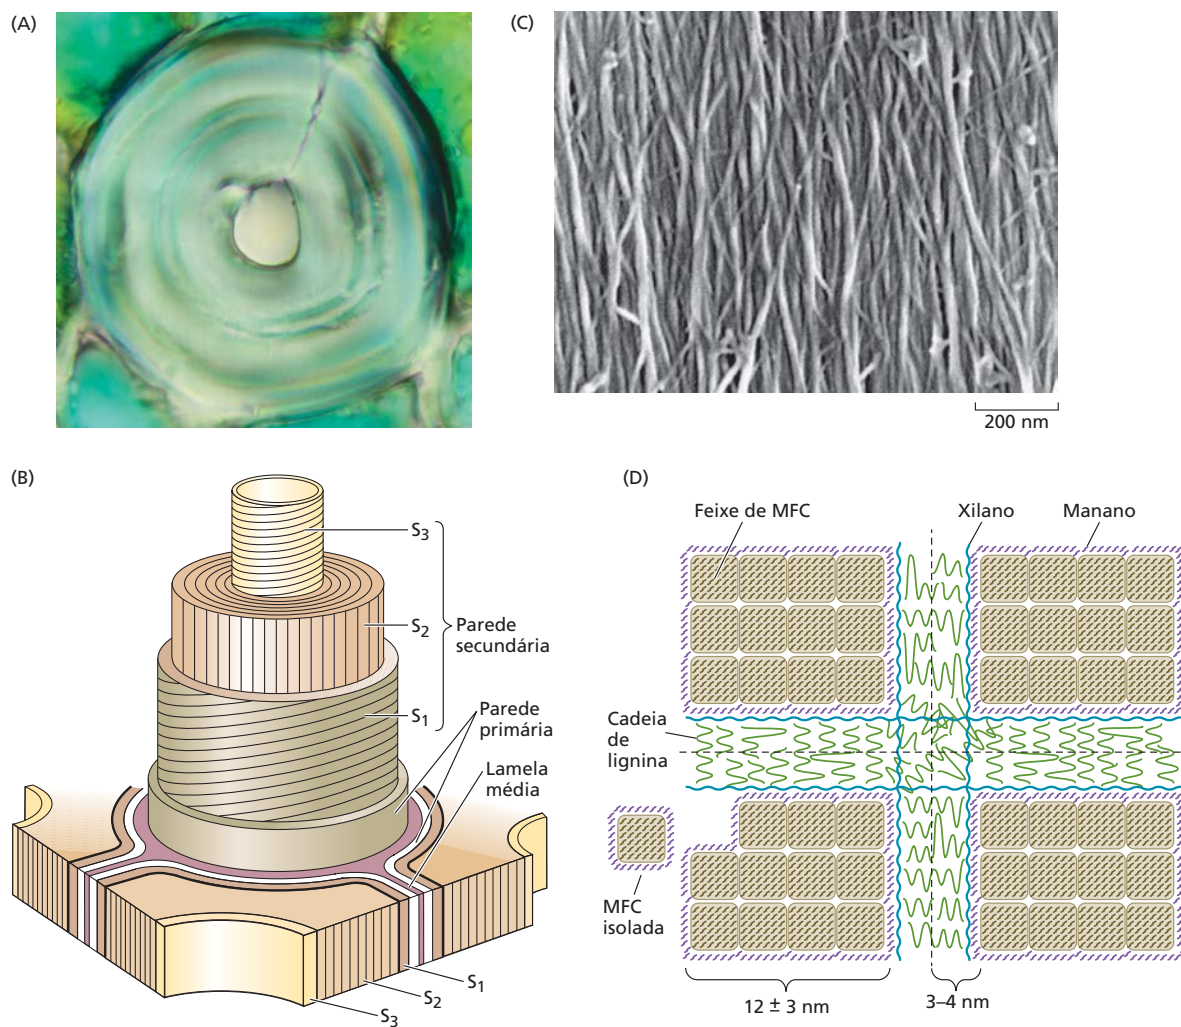 (A)
(C)
200 nm
(B)
S3
S2
Parede
secundária
S1
Parede
primária
Lamela
média
S1
S2
S3
(D)
Feixe de MFC
Xilano
Manano
Cadeia
de
lignina
MFC
isolada
12 ± 3 nm
3–4 nm